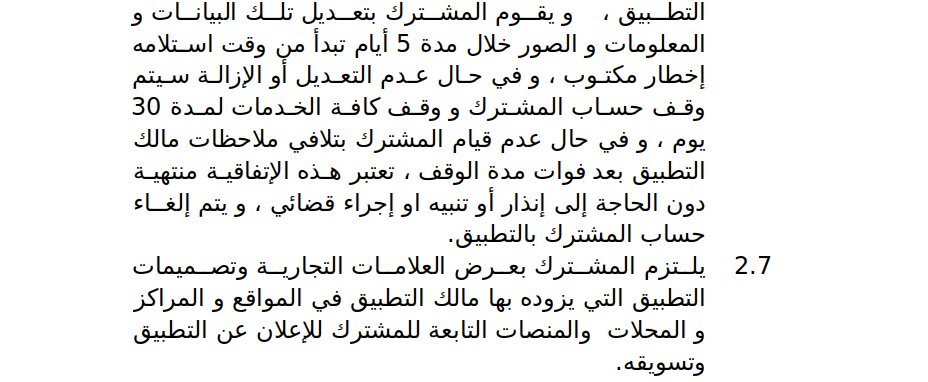 التطبيق ، و يقوم المشترك بتعديل تلك البيانات و
المعلومات و الصور خلال مدة 5 أيام تبدأ من وقت استلامه
إخطار مكتوب ، و في حال عدم التعديل أو الإزالة سيتم
وقف حساب المشترك و وقف كافة الخدمات لمدة 30
يوم ، و في حال عدم قيام المشترك بتلافي ملاحظات مالك
التطبيق بعد فوات مدة الوقف ، تعتبر هذه الإتفاقية منتهية
دون الحاجة إلى إنذار أو تنبيه او إجراء قضائي ، و يتم إلغاء
حساب المشترك بالتطبيق.
2.7 يلتزم المشترك بعرض العلامات التجارية وتصميمات
التطبيق التي يزوده بها مالك التطبيق في المواقع و المراكز
و المحلات والمنصات التابعة للمشترك للإعلان عن التطبيق
وتسويقه.